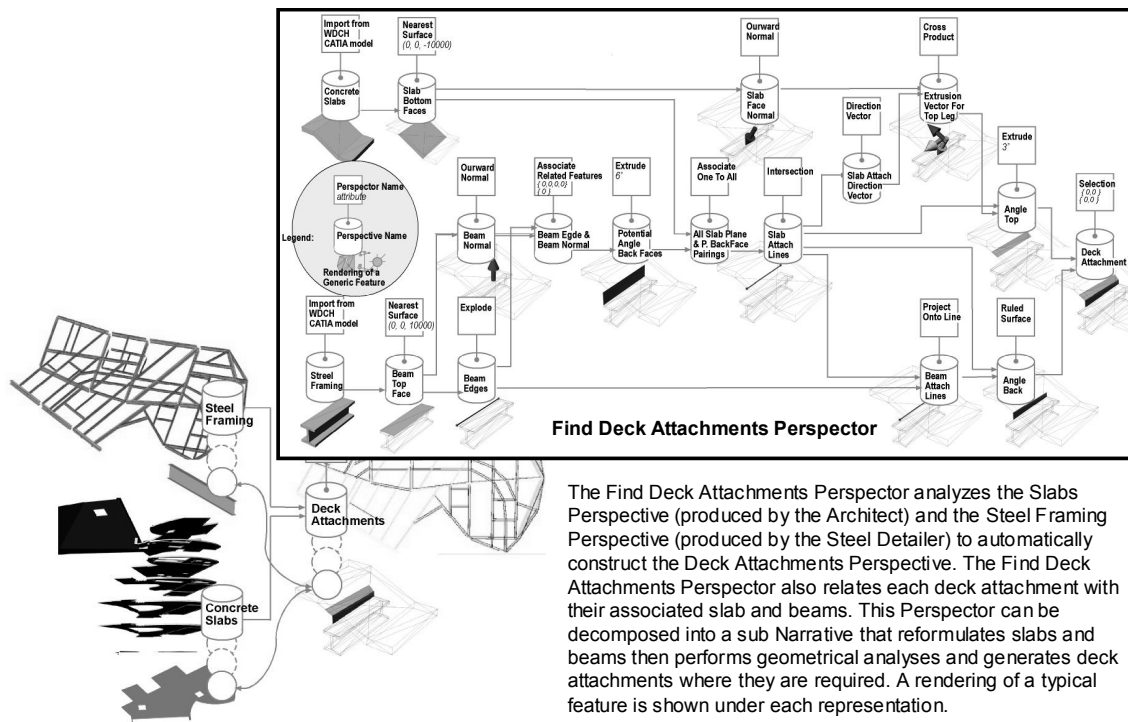 Import from
WDCH
CATIA model
Nearest
Surface
(0, 0, -10000)
Ourward
Normal
Cross
Product
Concrete
Slabs
Slab
Bottom
Faces
Slab
Face
Normal
Extrusion
Vector For
Top Leg
Direction
Vector
Perspector Name
attribute
Legend:
Perspective Name
Rendering of a
Generic Feature
Ourward
Normal
Associate
Related Features
{ 0,0,0,0}
{ 0 }
Extrude
6"
Associate
One To All
Intersection
Slab Attach
Direction
Vector
Extrude
3"
Selection
{ 0,0 }
{ 0,0 }
Beam
Normal
Beam Egde &
Beam Normal
Potential
Angle
Back Faces
All Slab Plane
& P. BackFace
Pairings
Slab
Attach
Lines
Angle
Top
Deck
Attachment
Import from
WDCH
CATIA model
Nearest
Surface
(0, 0, 10000)
Explode
Project
Onto Line
Ruled
Surface
Streel
Framing
Beam
Top
Face
Beam
Edges
Beam
Attach
Lines
Angle
Back
Find Deck Attachments Perspector
Steel
Framing
Deck
Attachments
Concrete
Slabs
The Find Deck Attachments Perspector analyzes the Slabs
Perspective (produced by the Architect) and the Steel Framing
Perspective (produced by the Steel Detailer) to automatically
construct the Deck Attachments Perspective. The Find Deck
Attachments Perspector also relates each deck attachment with
their associated slab and beams. This Perspector can be
decomposed into a sub Narrative that reformulates slabs and
beams then performs geometrical analyses and generates deck
attachments where they are required. A rendering of a typical
feature is shown under each representation.